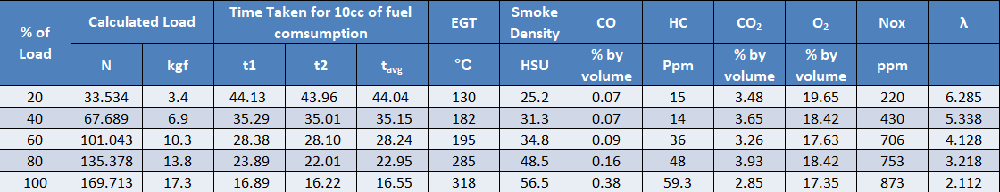 % of Load Calculated Load Time Taken for 10cc of fuel comsumption EGT Smoke Density CO HC CO₂ O₂ Nox λ
N kgf t1 t2 tavg °C HSU % by volume Ppm % by volume % by volume ppm
20 33.534 3.4 44.13 43.96 44.04 130 25.2 0.07 15 3.48 19.65 220 6.285
40 67.689 6.9 35.29 35.01 35.15 182 31.3 0.07 14 3.65 18.42 430 5.338
60 101.043 10.3 28.38 28.10 28.24 195 34.8 0.09 36 3.26 17.63 706 4.128
80 135.378 13.8 23.89 22.01 22.95 285 48.5 0.16 48 3.93 18.42 753 3.218
100 169.713 17.3 16.89 16.22 16.55 318 56.5 0.38 59.3 2.85 17.35 873 2.112